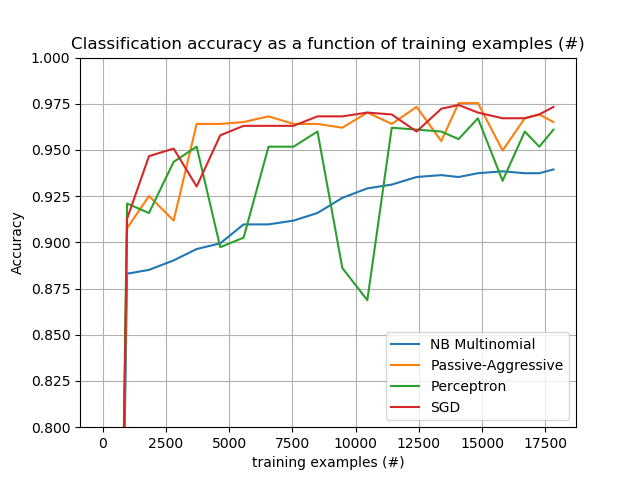 Classification accuracy as a function of training examples (#)
1.000
0.975
0.950
0.925
0.900
0.875
0.850
0.825
0.800
Accuracy
NB Multinomial
Passive-Aggressive
Perceptron
SGD
0 2500 5000 7500 10000 12500 15000 17500
training examples (#)